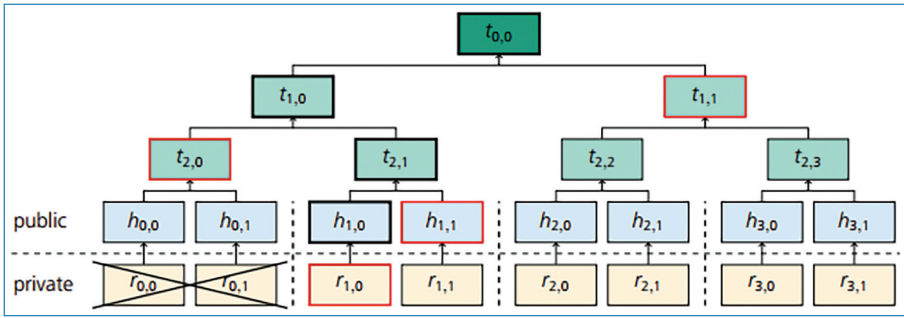 t0,0
t1,0 t1,1
t2,0 t2,1 t2,2 t2,3
public h0,0 h0,1 h1,0 h1,1 h2,0 h2,1 h3,0 h3,1
private r0,0 r0,1 r1,0 r1,1 r2,0 r2,1 r3,0 r3,1